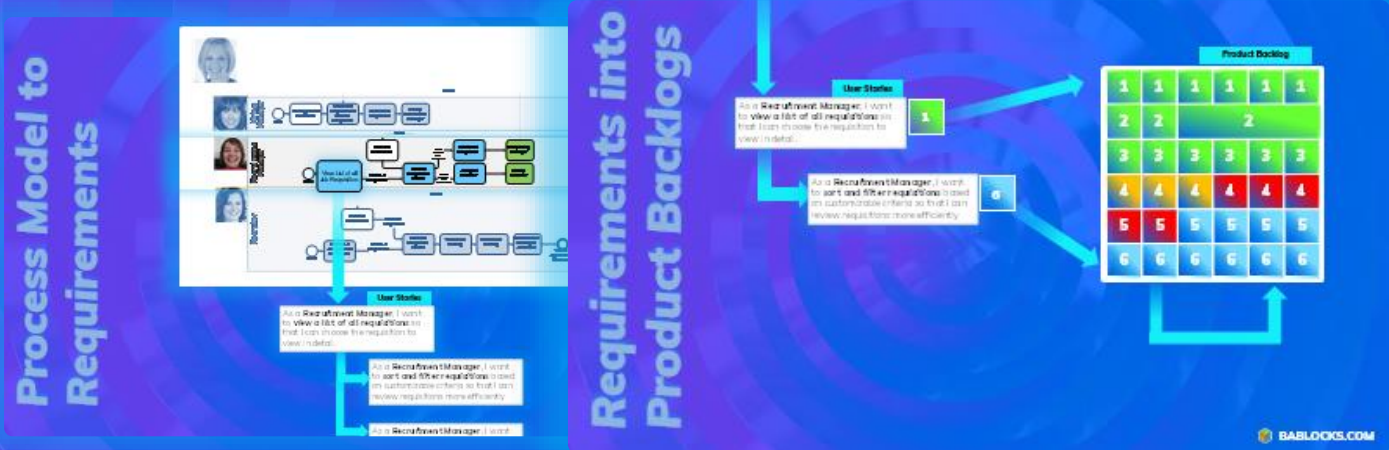 Process Model to
Requirements
View List of all
Job Requisition
User Stories
As a Recruitment Manager, I want
to view a list of all requisitions so
that I can choose the requisition to
view in detail.
As a Recruitment Manager, I want
to sort and filter requisitions based
on customizable criteria so that I can
review requisitions more efficiently
As a Recruitment Manager, I want
Requirements into
Product Backlogs
User Stories
As a Recruitment Manager, I want
to view a list of all requisitions so
that I can choose the requisition to
view in detail.
1
As a Recruitment Manager, I want
to sort and filter requisitions based
on customizable criteria so that I can
review requisitions more efficiently
6
Product Backlog
1 1 1 1 1 1
2 2 2
3 3 3 3 3 3
4 4 4 4 4 4
5 5 5 5 5 5
6 6 6 6 6 6
BABLOCKS.COM